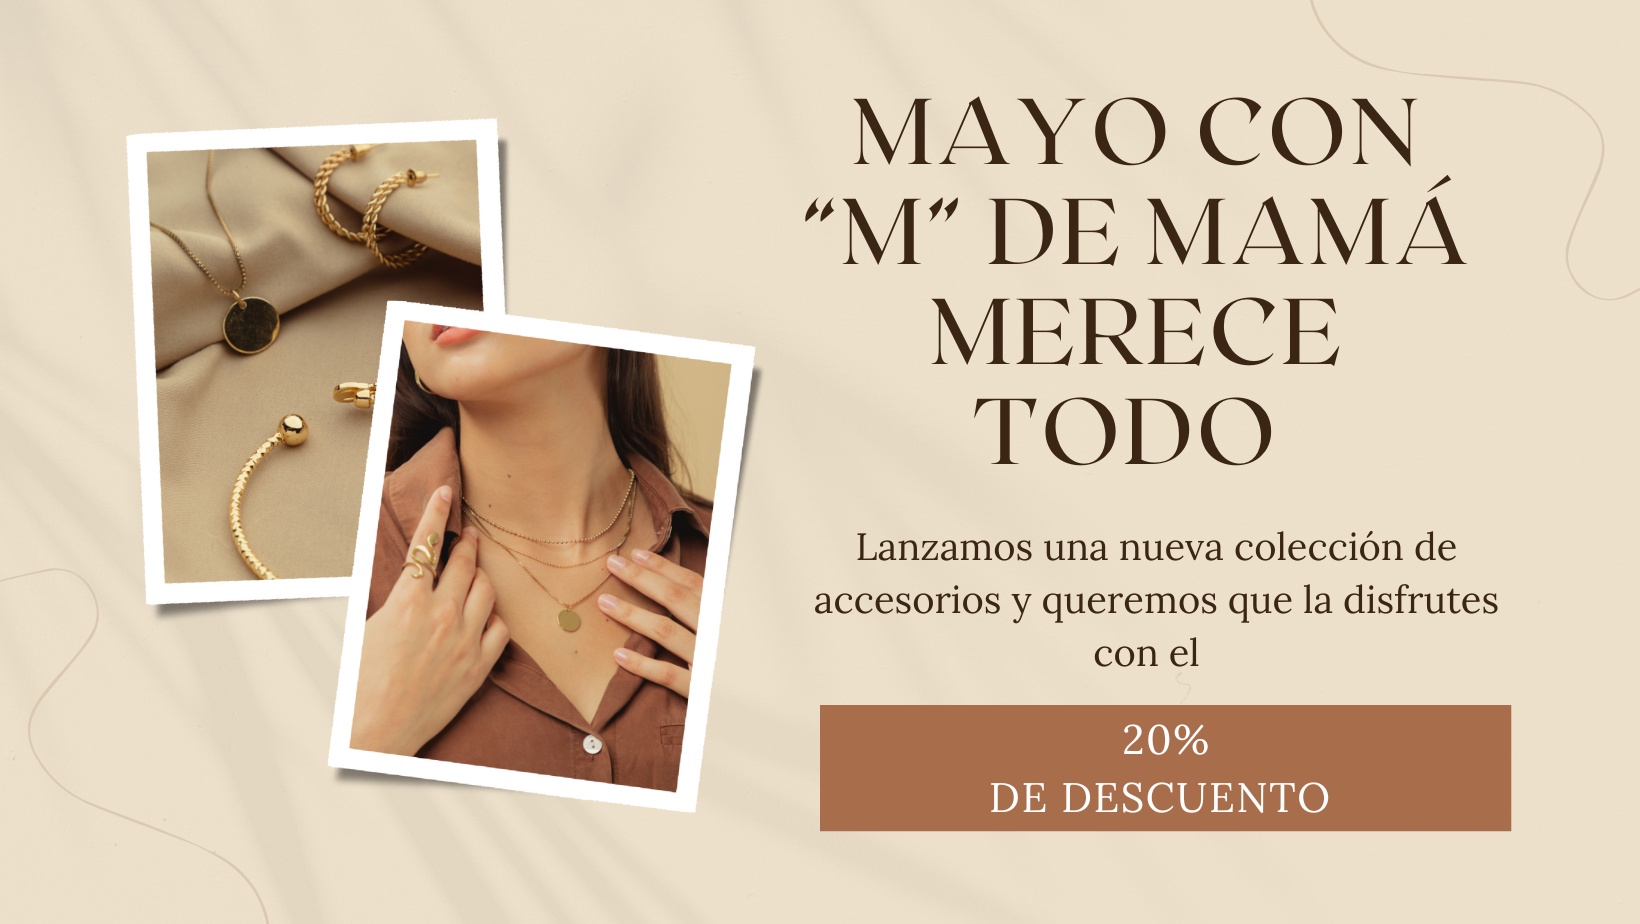 MAYO CON
“M” DE MAMÁ
MERECE
TODO
Lanzamos una nueva colección de
accesorios y queremos que la disfrutes
con el
20%
DE DESCUENTO